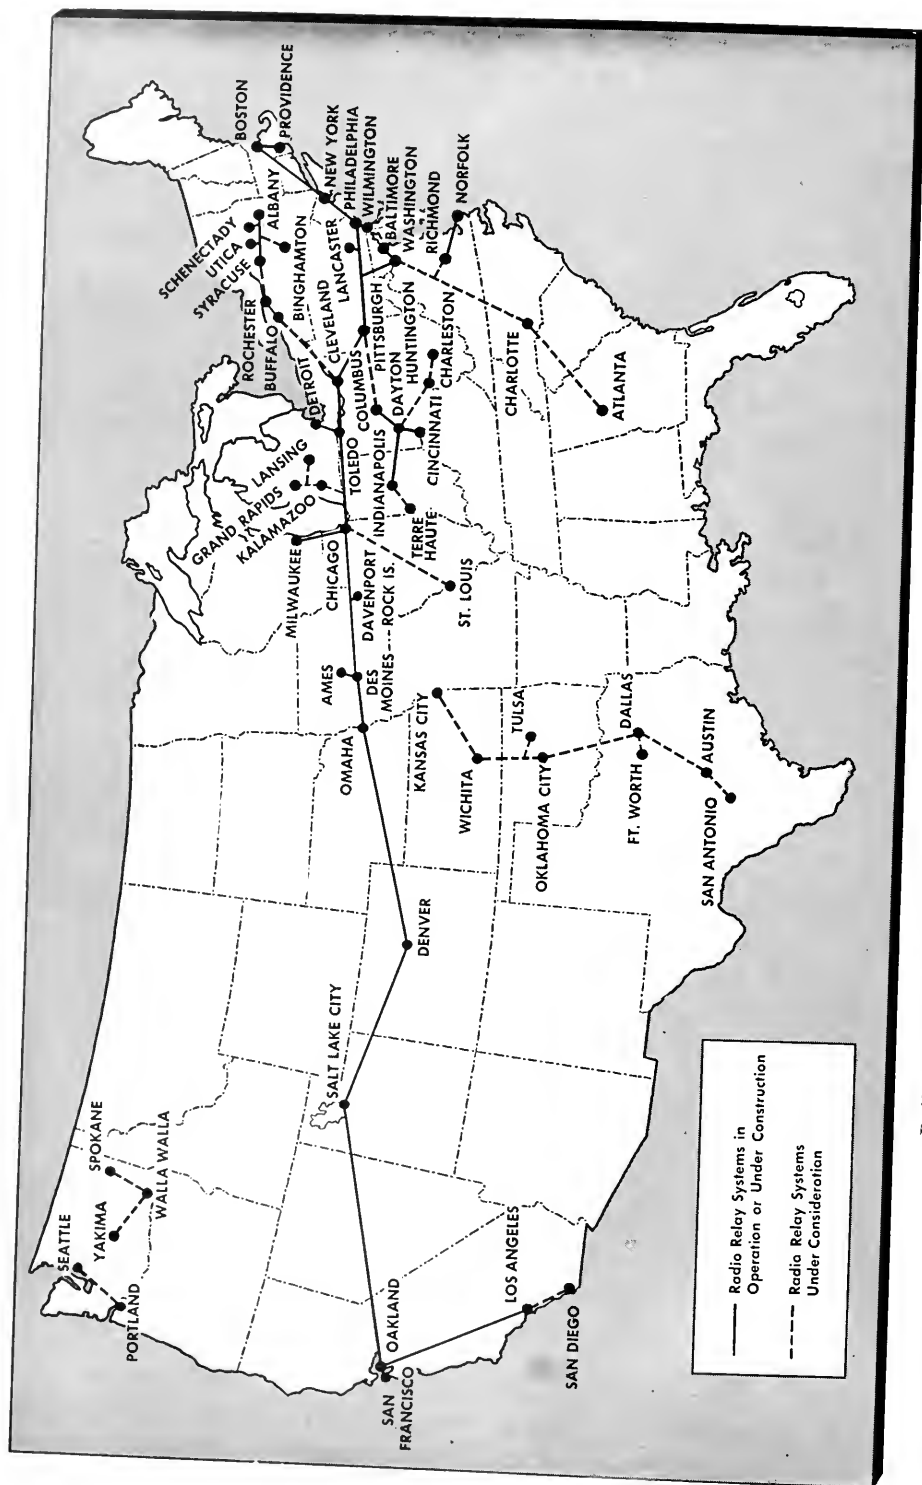 SEATTLE
SPOKANE
YAKIMA
WALLA WALLA
PORTLAND
SALT LAKE CITY
OAKLAND
SAN
FRANCISCO
LOS ANGELES
SAN DIEGO
DENVER
OMAHA
AMES
DES
MOINES
DAVENPORT
ROCK IS.
MILWAUKEE
CHICAGO
GRAND RAPIDS
LANSING
KALAMAZOO
DETROIT
TOLEDO
CLEVELAND
COLUMBUS
PITTSBURGH
INDIANAPOLIS
DAYTON
TERRE
HAUTE
CINCINNATI
HUNTINGTON
CHARLESTON
ST. LOUIS
KANSAS CITY
WICHITA
TULSA
OKLAHOMA CITY
DALLAS
FT. WORTH
AUSTIN
SAN ANTONIO
ROCHESTER
BUFFALO
SYRACUSE
UTICA
SCHENECTADY
ALBANY
BINGHAMTON
BOSTON
PROVIDENCE
NEW YORK
PHILADELPHIA
WILMINGTON
LANCASTER
BALTIMORE
WASHINGTON
RICHMOND
NORFOLK
CHARLOTTE
ATLANTA
Radio Relay Systems in
Operation or Under Construction
Radio Relay Systems
Under Consideration